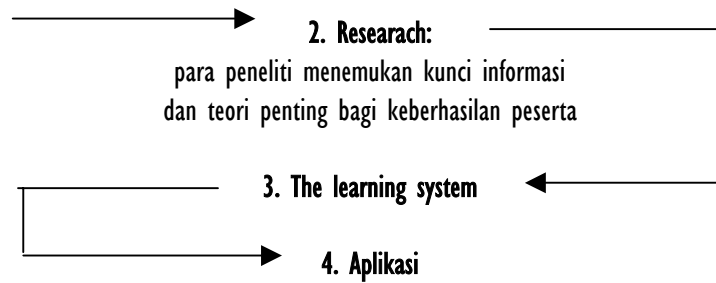 2. Researach:
para peneliti menemukan kunci informasi
dan teori penting bagi keberhasilan peserta
3. The learning system
4. Aplikasi